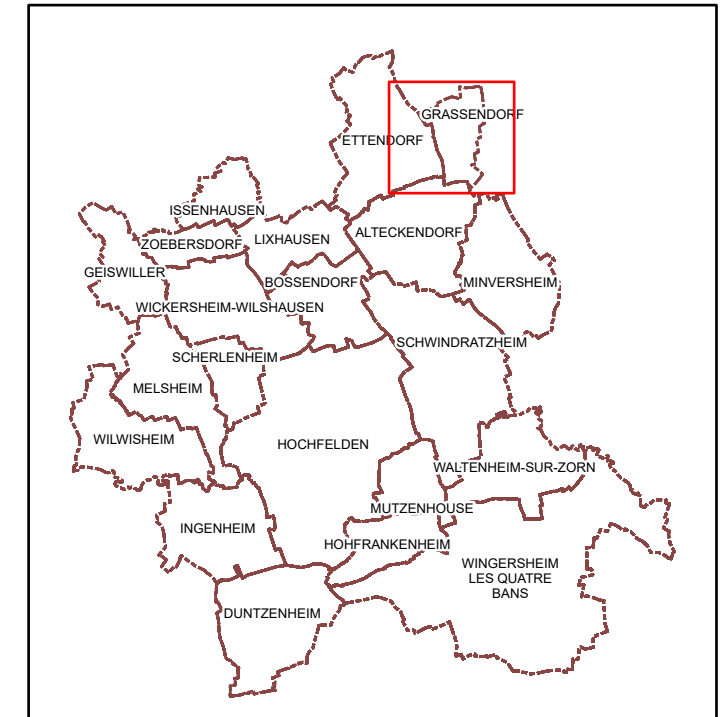 GRASSENDORF
ETTENDORF
ISSENHAUSEN
ALTECKENDORF
ZOEBERSDORF
LIXHAUSEN
GEISWILLER
BOSSENDORF
MINVERSHEIM
WICKERSHEIM-WILSHAUSEN
SCHWINDRATZHEIM
SCHERLENHEIM
MELSHEIM
WILWISHEIM
HOCHFELDEN
WALTENHEIM-SUR-ZORN
MUTZENHOUSE
INGENHEIM
HOHFRANKENHEIM
WINGERSHEIM
LES QUATRE
BANS
DUNTZENHEIM